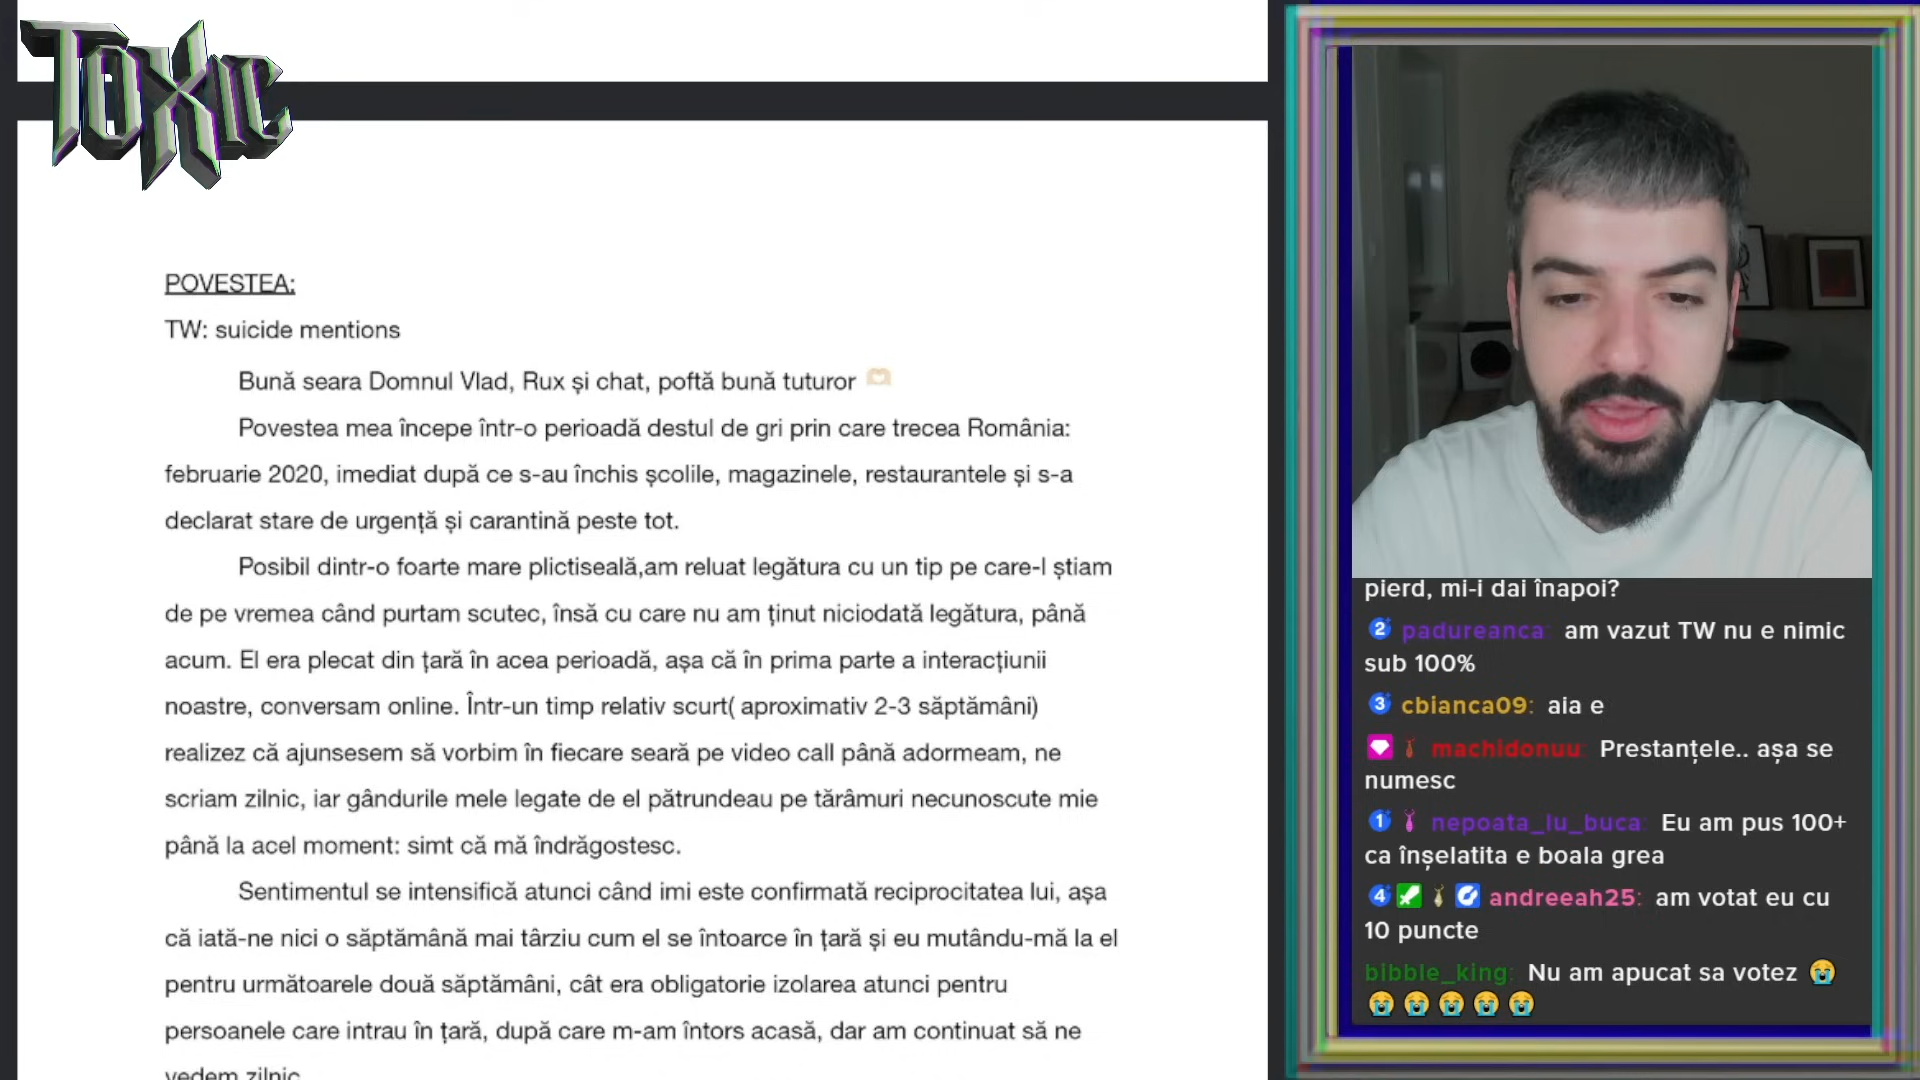 TOXIC
POVESTEA:
TW: suicide mentions
Bună seara Domnul Vlad, Rux și chat, poftă bună tuturor 🫶🏻
Povestea mea începe într-o perioadă destul de gri prin care trecea România:
februarie 2020, imediat după ce s-au închis școlile, magazinele, restaurantele și s-a
declarat stare de urgență și carantină peste tot.
Posibil dintr-o foarte mare plictiseală,am reluat legătura cu un tip pe care-l știam
de pe vremea când purtam scutec, însă cu care nu am ținut niciodată legătura, până
acum. El era plecat din țară în acea perioadă, așa că în prima parte a interacțiunii
noastre, conversam online. Într-un timp relativ scurt( aproximativ 2-3 săptămâni)
realizez că ajunsesem să vorbim în fiecare seară pe video call până adormeam, ne
scriam zilnic, iar gândurile mele legate de el pătrundeau pe tărâmuri necunoscute mie
până la acel moment: simt că mă îndrăgostesc.
Sentimentul se intensifică atunci când imi este confirmată reciprocitatea lui, așa
că iată-ne nici o săptămână mai târziu cum el se întoarce în țară și eu mutându-mă la el
pentru următoarele două săptămâni, cât era obligatorie izolarea atunci pentru
persoanele care intrau în țară, după care m-am întors acasă, dar am continuat să ne
vedem zilnic
pierd, mi-i dai înapoi?
2 padureanca: am vazut TW nu e nimic
sub 100%
3 cbianca09: aia e
machidonuu: Prestanțele.. așa se
numesc
1 nepoata_lu_buca: Eu am pus 100+
ca înșelatita e boala grea
4 andreeah25: am votat eu cu
10 puncte
bibble_king: Nu am apucat sa votez 😭
😭 😭 😭 😭 😭